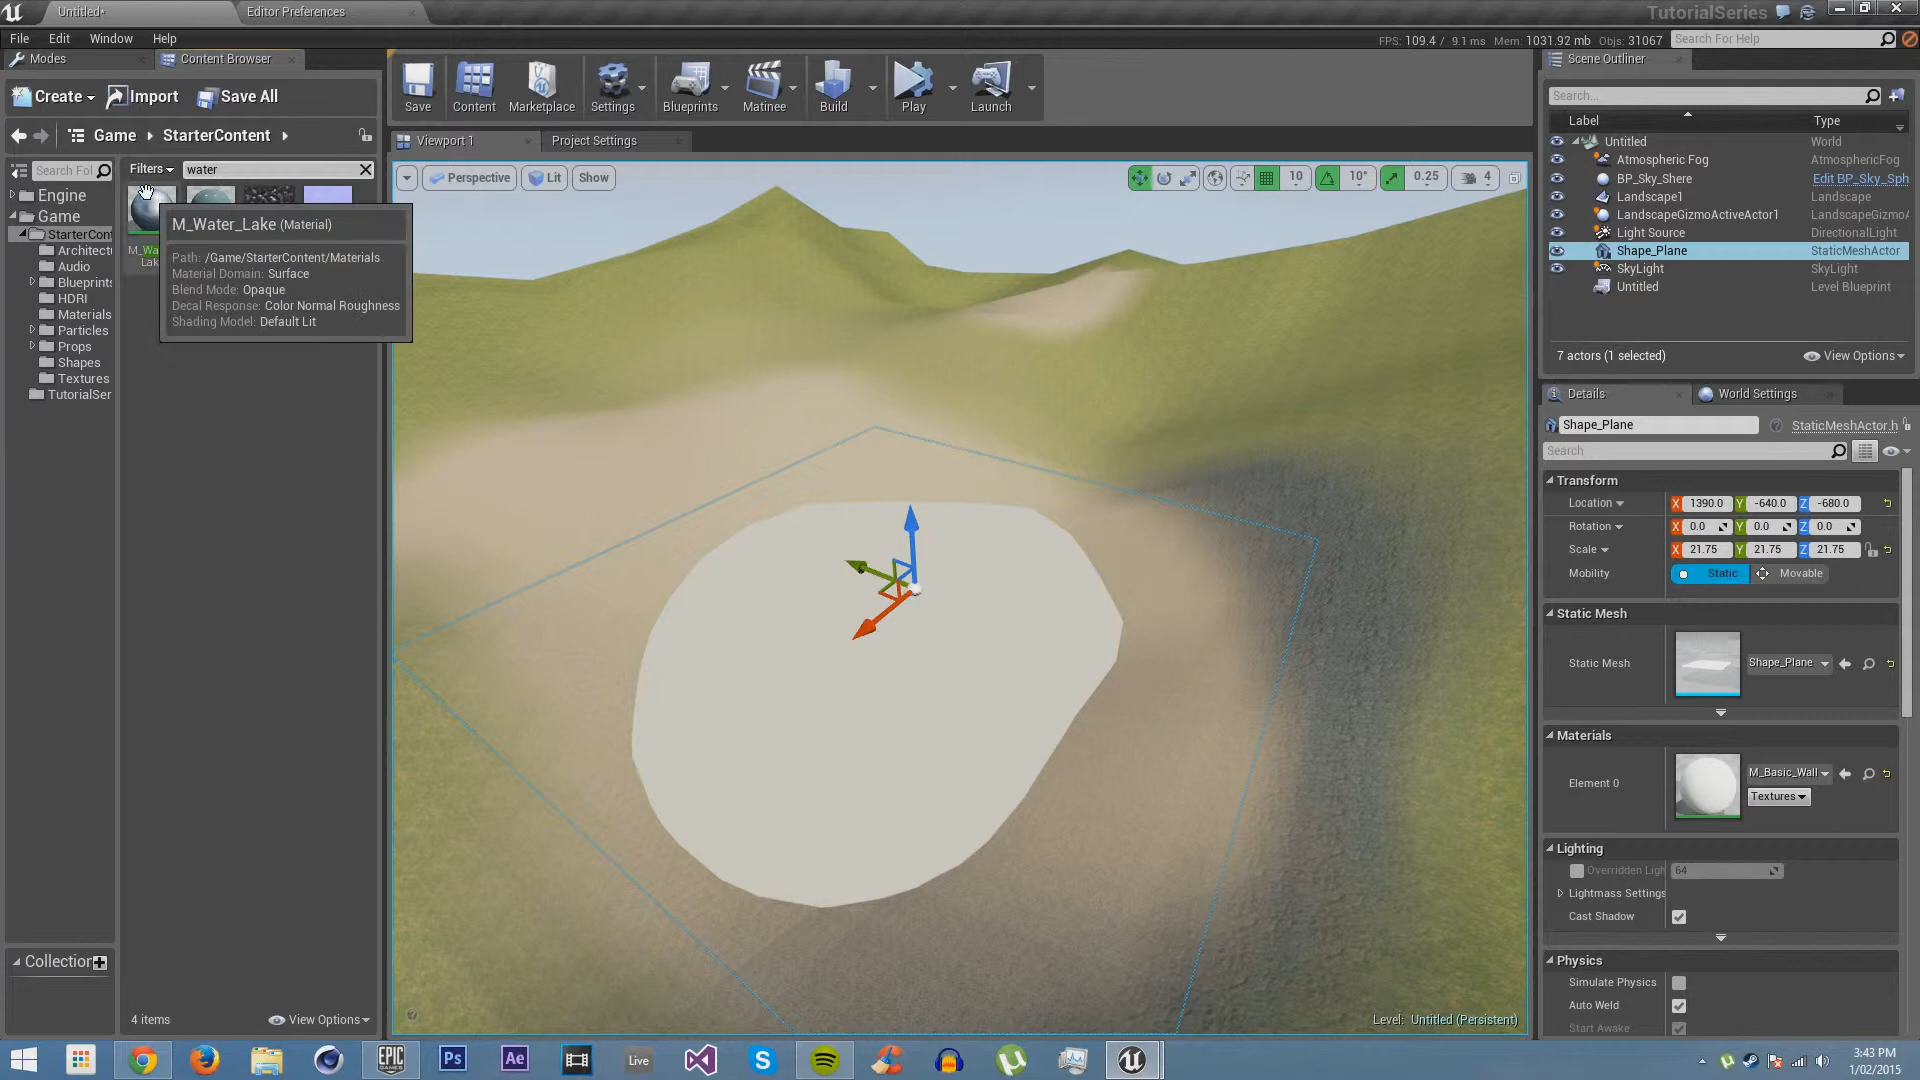 Untitled*
Editor Preferences
TutorialSeries
File Edit Window Help
FPS: 109.4 / 9.1 ms Mem: 1031.92 mb Objs: 31067
Search For Help
Modes
Content Browser
Create
Import
Save All
Game
StarterContent
Search Fol
Filters
water
Engine
Game
StarterCont
Architectu
Audio
Blueprints
HDRI
Materials
Particles
Props
Shapes
Textures
TutorialSer
M_Wa
Lak
M_Water_Lake (Material)
Path: /Game/StarterContent/Materials
Material Domain: Surface
Blend Mode: Opaque
Decal Response: Color Normal Roughness
Shading Model: Default Lit
Collection
4 items
View Options
Save
Content
Marketplace
Settings
Blueprints
Matinee
Build
Play
Launch
Viewport 1
Project Settings
Perspective
Lit
Show
10
10°
0.25
4
Level: Untitled (Persistent)
Scene Outliner
Search...
Label Type
Untitled World
Atmospheric Fog AtmosphericFog
BP_Sky_Shere Edit BP_Sky_Sph
Landscape1 Landscape
LandscapeGizmoActiveActor1 LandscapeGizmoA
Light Source DirectionalLight
Shape_Plane StaticMeshActor
SkyLight SkyLight
Untitled Level Blueprint
7 actors (1 selected)
View Options
Details
World Settings
Shape_Plane
StaticMeshActor.h
Search
Transform
Location X 1390.0 Y -640.0 Z -680.0
Rotation X 0.0 Y 0.0 Z 0.0
Scale X 21.75 Y 21.75 Z 21.75
Mobility Static Movable
Static Mesh
Static Mesh
Shape_Plane
Materials
Element 0
M_Basic_Wall
Textures
Lighting
Overridden Ligh 64
Lightmass Settings
Cast Shadow
Physics
Simulate Physics
Auto Weld
Start Awake
EPIC
GAMES
Ps
Ae
Live
3:43 PM
1/02/2015